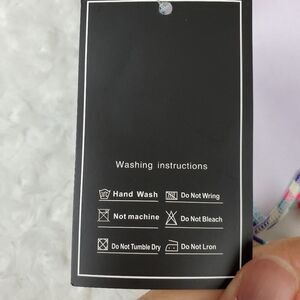 Washing instructions
Hand Wash Do Not Wring
Not machine Do Not Bleach
Do Not Tumble Dry Do Not Lron